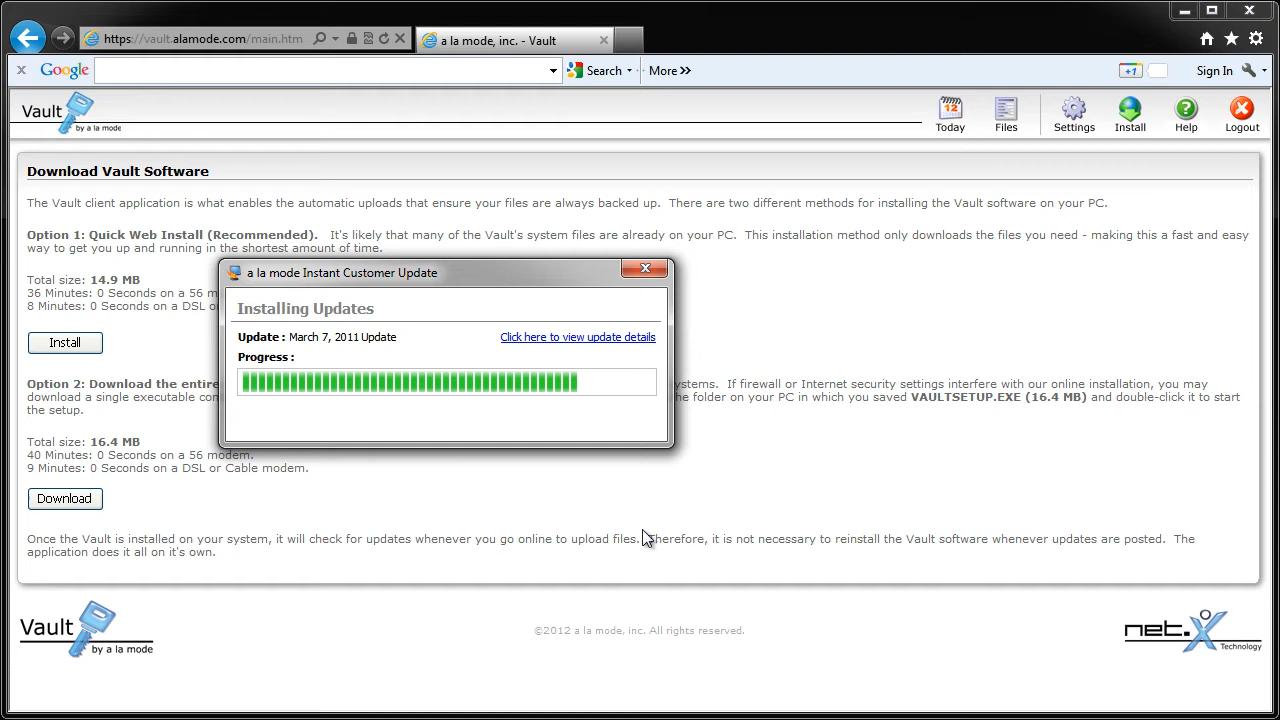 https://vault.alamode.com/main.htm
a la mode, inc. - Vault
Google
Search
More »
+1
Sign In
Vault
by a la mode
12
Today
Files
Settings
Install
Help
Logout
Download Vault Software
The Vault client application is what enables the automatic uploads that ensure your files are always backed up. There are two different methods for installing the Vault software on your PC.
Option 1: Quick Web Install (Recommended). It's likely that many of the Vault's system files are already on your PC. This installation method only downloads the files you need - making this a fast and easy
way to get you up and running in the shortest amount of time.
Total size: 14.9 MB
36 Minutes: 0 Seconds on a 56 m
8 Minutes: 0 Seconds on a DSL or
Install
a la mode Instant Customer Update
Installing Updates
Update : March 7, 2011 Update
Click here to view update details
Progress :
Option 2: Download the entire
systems. If firewall or Internet security settings interfere with our online installation, you may
download a single executable con
the folder on your PC in which you saved VAULTSETUP.EXE (16.4 MB) and double-click it to start
the setup.
Total size: 16.4 MB
40 Minutes: 0 Seconds on a 56 modem.
9 Minutes: 0 Seconds on a DSL or Cable modem.
Download
Once the Vault is installed on your system, it will check for updates whenever you go online to upload files. Therefore, it is not necessary to reinstall the Vault software whenever updates are posted. The
application does it all on it's own.
Vault
by a la mode
©2012 a la mode, inc. All rights reserved.
net.X
Technology